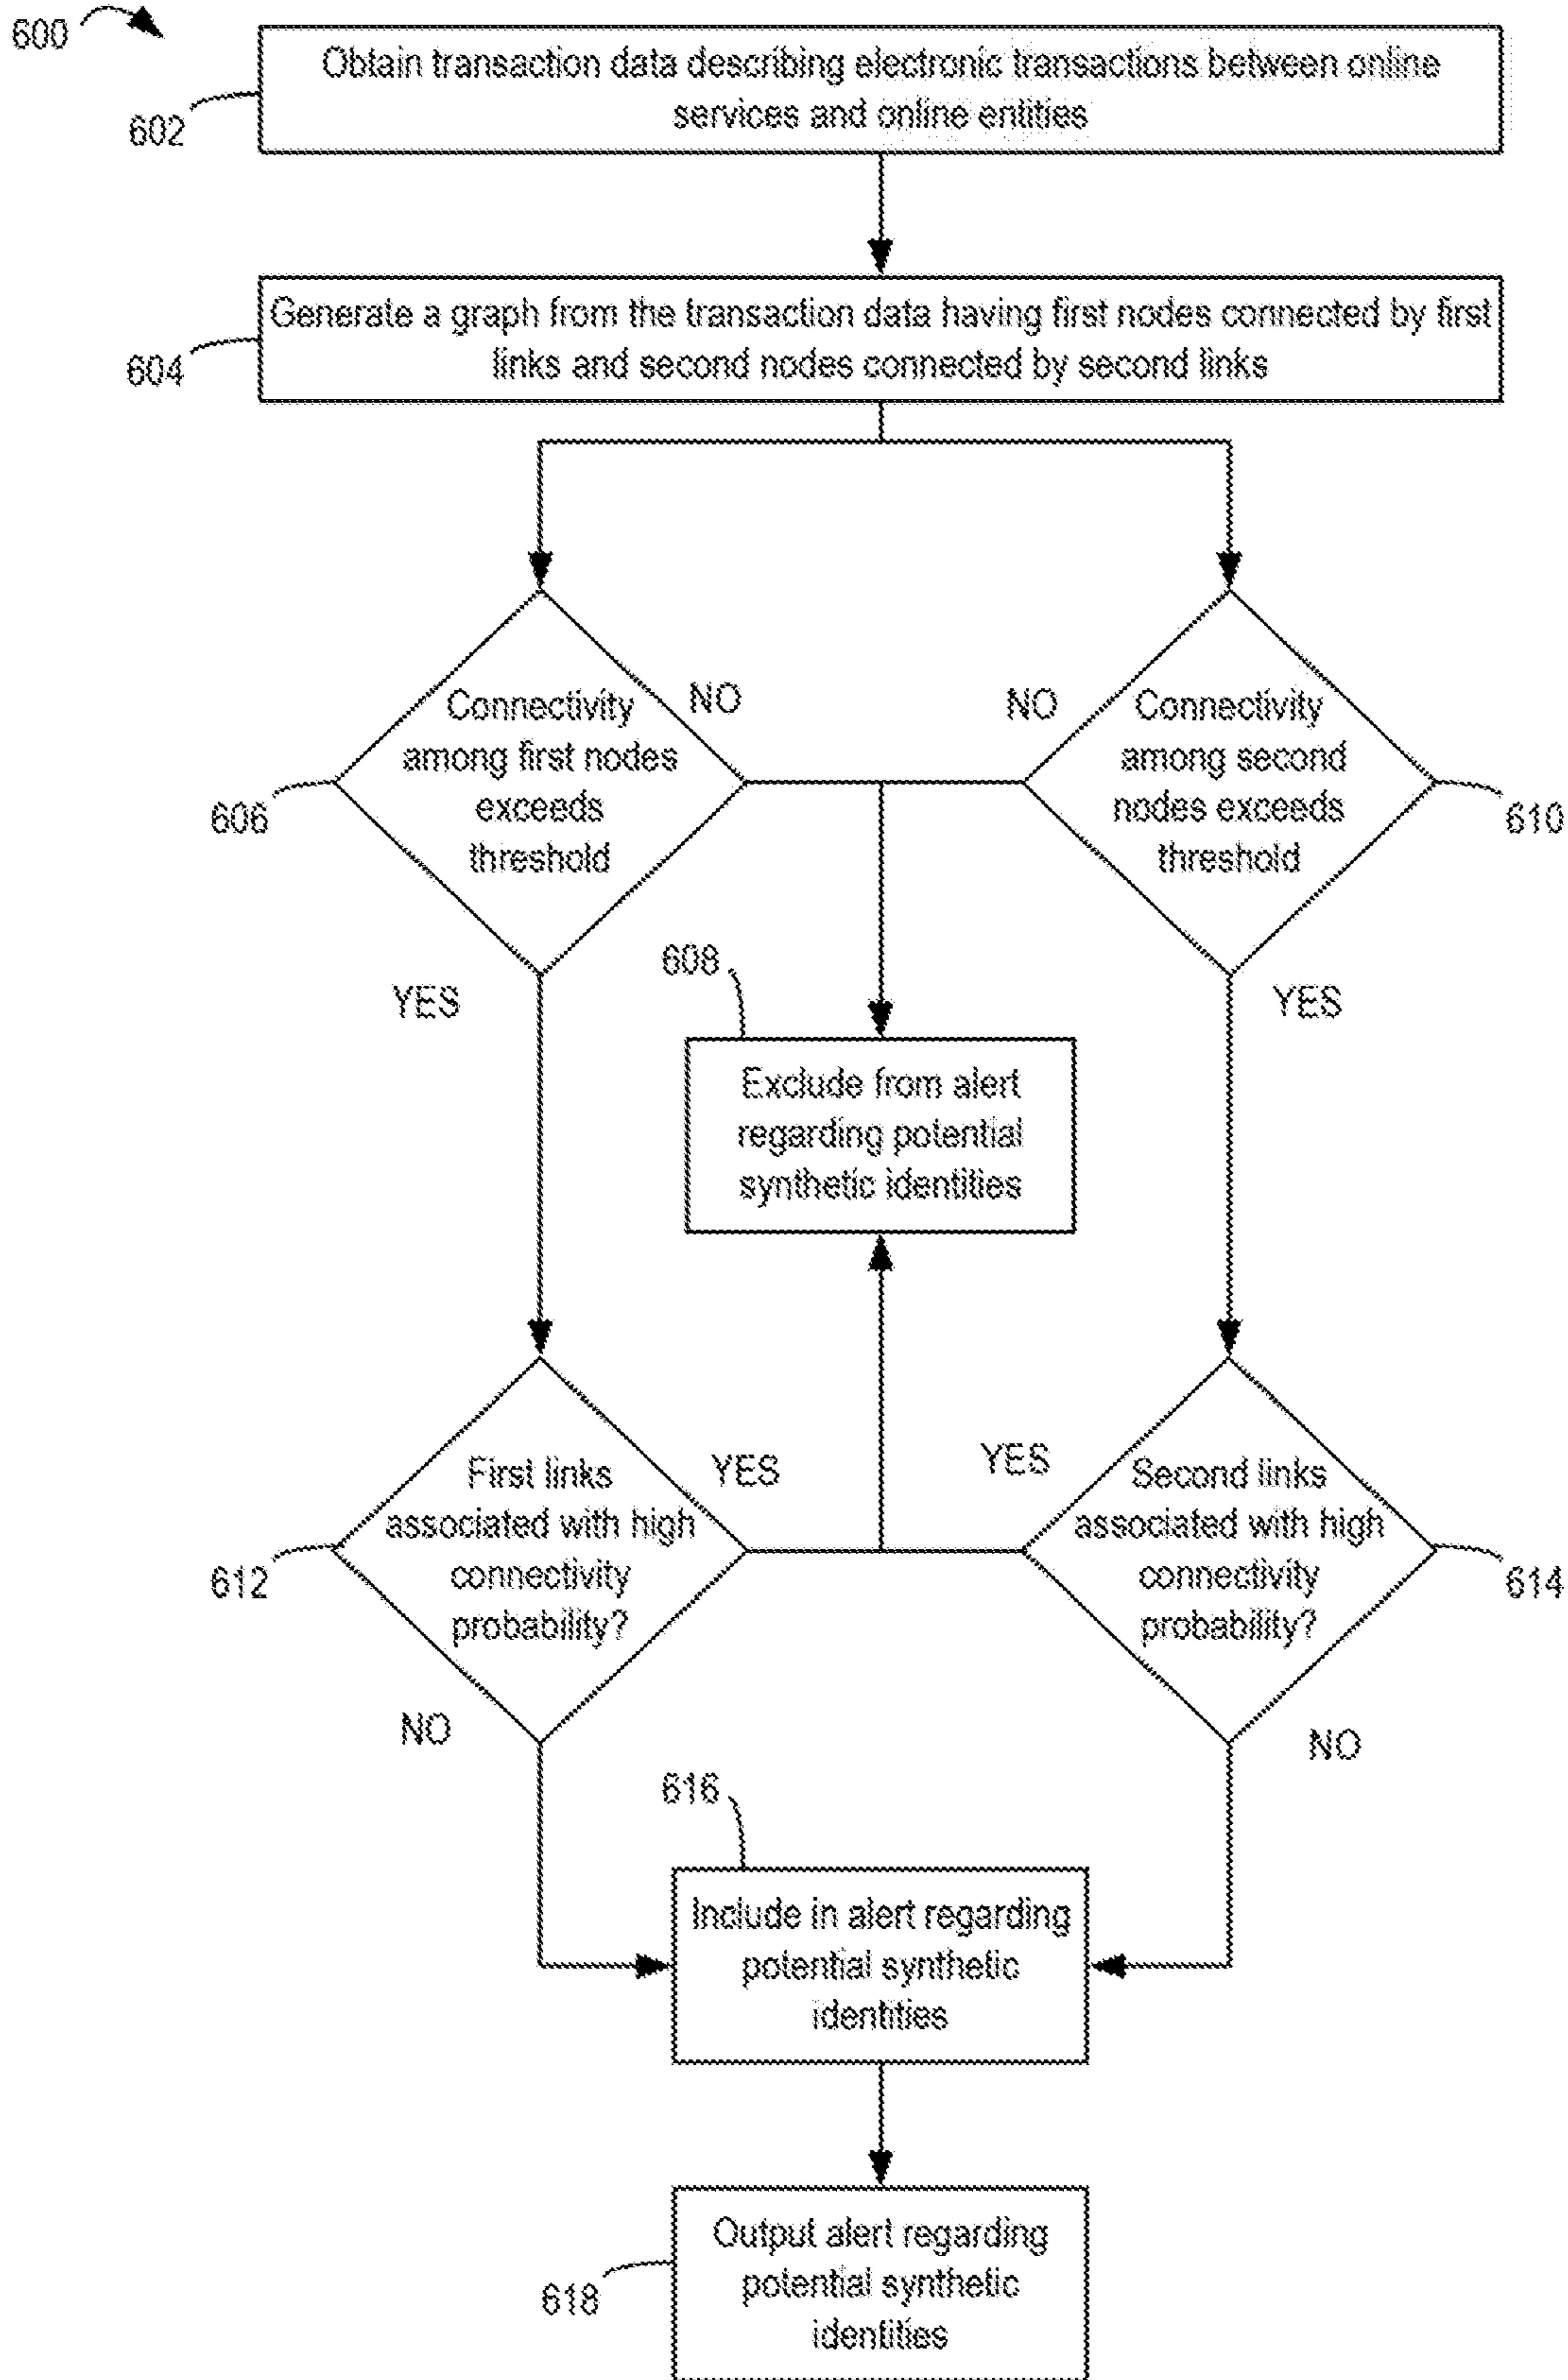 600
Obtain transaction data describing electronic transactions between online
services and online entities
602
Generate a graph from the transaction data having first nodes connected by first
links and second nodes connected by second links
604
Connectivity
among first nodes
exceeds
threshold
NO
606
YES
NO
Connectivity
among second
nodes exceeds
threshold
610
YES
608
Exclude from alert
regarding potential
synthetic identities
First links
associated with high
connectivity
probability?
YES
612
NO
YES
Second links
associated with high
connectivity
probability?
614
NO
616
Include in alert regarding
potential synthetic
identities
Output alert regarding
potential synthetic
identities
618